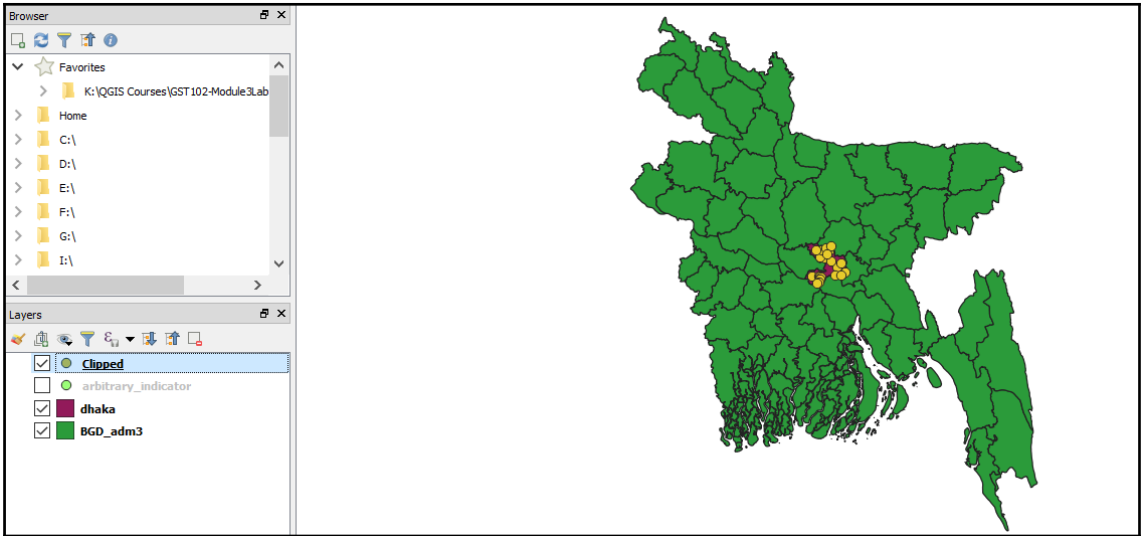 Browser
Favorites
K:\QGIS Courses\GST102-Module3Lab
Home
C:\
D:\
E:\
F:\
G:\
I:\
Layers
Clipped
arbitrary_indicator
dhaka
BGD_adm3